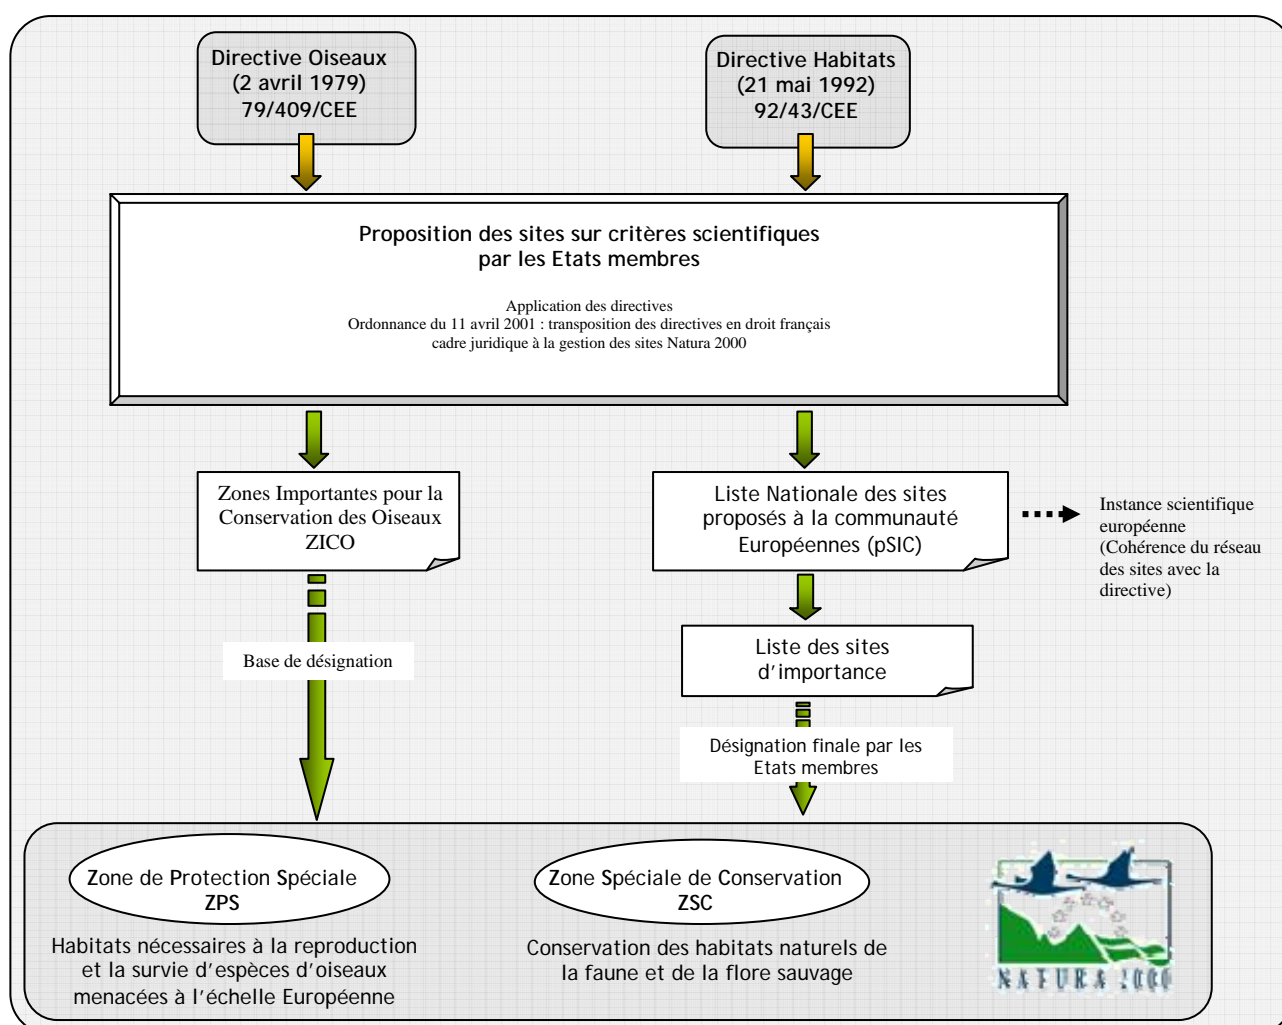 Directive Oiseaux
(2 avril 1979)
79/409/CEE
Directive Habitats
(21 mai 1992)
92/43/CEE
Proposition des sites sur critères scientifiques
par les Etats membres
Application des directives
Ordonnance du 11 avril 2001 : transposition des directives en droit français
cadre juridique à la gestion des sites Natura 2000
Zones Importantes pour la
Conservation des Oiseaux
ZICO
Liste Nationale des sites
proposés à la communauté
Européennes (pSIC)
Instance scientifique
européenne
(Cohérence du réseau
des sites avec la
directive)
Liste des sites
d’importance
Base de désignation
Désignation finale par les
Etats membres
Zone de Protection Spéciale
ZPS
Zone Spéciale de Conservation
ZSC
Habitats nécessaires à la reproduction
et la survie d’espèces d’oiseaux
menacées à l’échelle Européenne
Conservation des habitats naturels de
la faune et de la flore sauvage
NATURA 2000